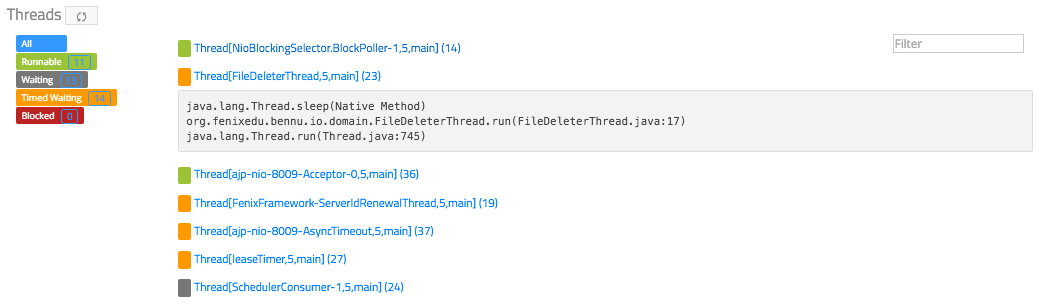 Threads
All
Runnable 11
Waiting 13
Timed Waiting 14
Blocked 0
Filter
Thread[NioBlockingSelector.BlockPoller-1,5,main] (14)
Thread[FileDeleterThread,5,main] (23)
java.lang.Thread.sleep(Native Method)
org.fenixedu.bennu.io.domain.FileDeleterThread.run(FileDeleterThread.java:17)
java.lang.Thread.run(Thread.java:745)
Thread[ajp-nio-8009-Acceptor-0,5,main] (36)
Thread[FenixFramework-ServerIdRenewalThread,5,main] (19)
Thread[ajp-nio-8009-AsyncTimeout,5,main] (37)
Thread[leaseTimer,5,main] (27)
Thread[SchedulerConsumer-1,5,main] (24)